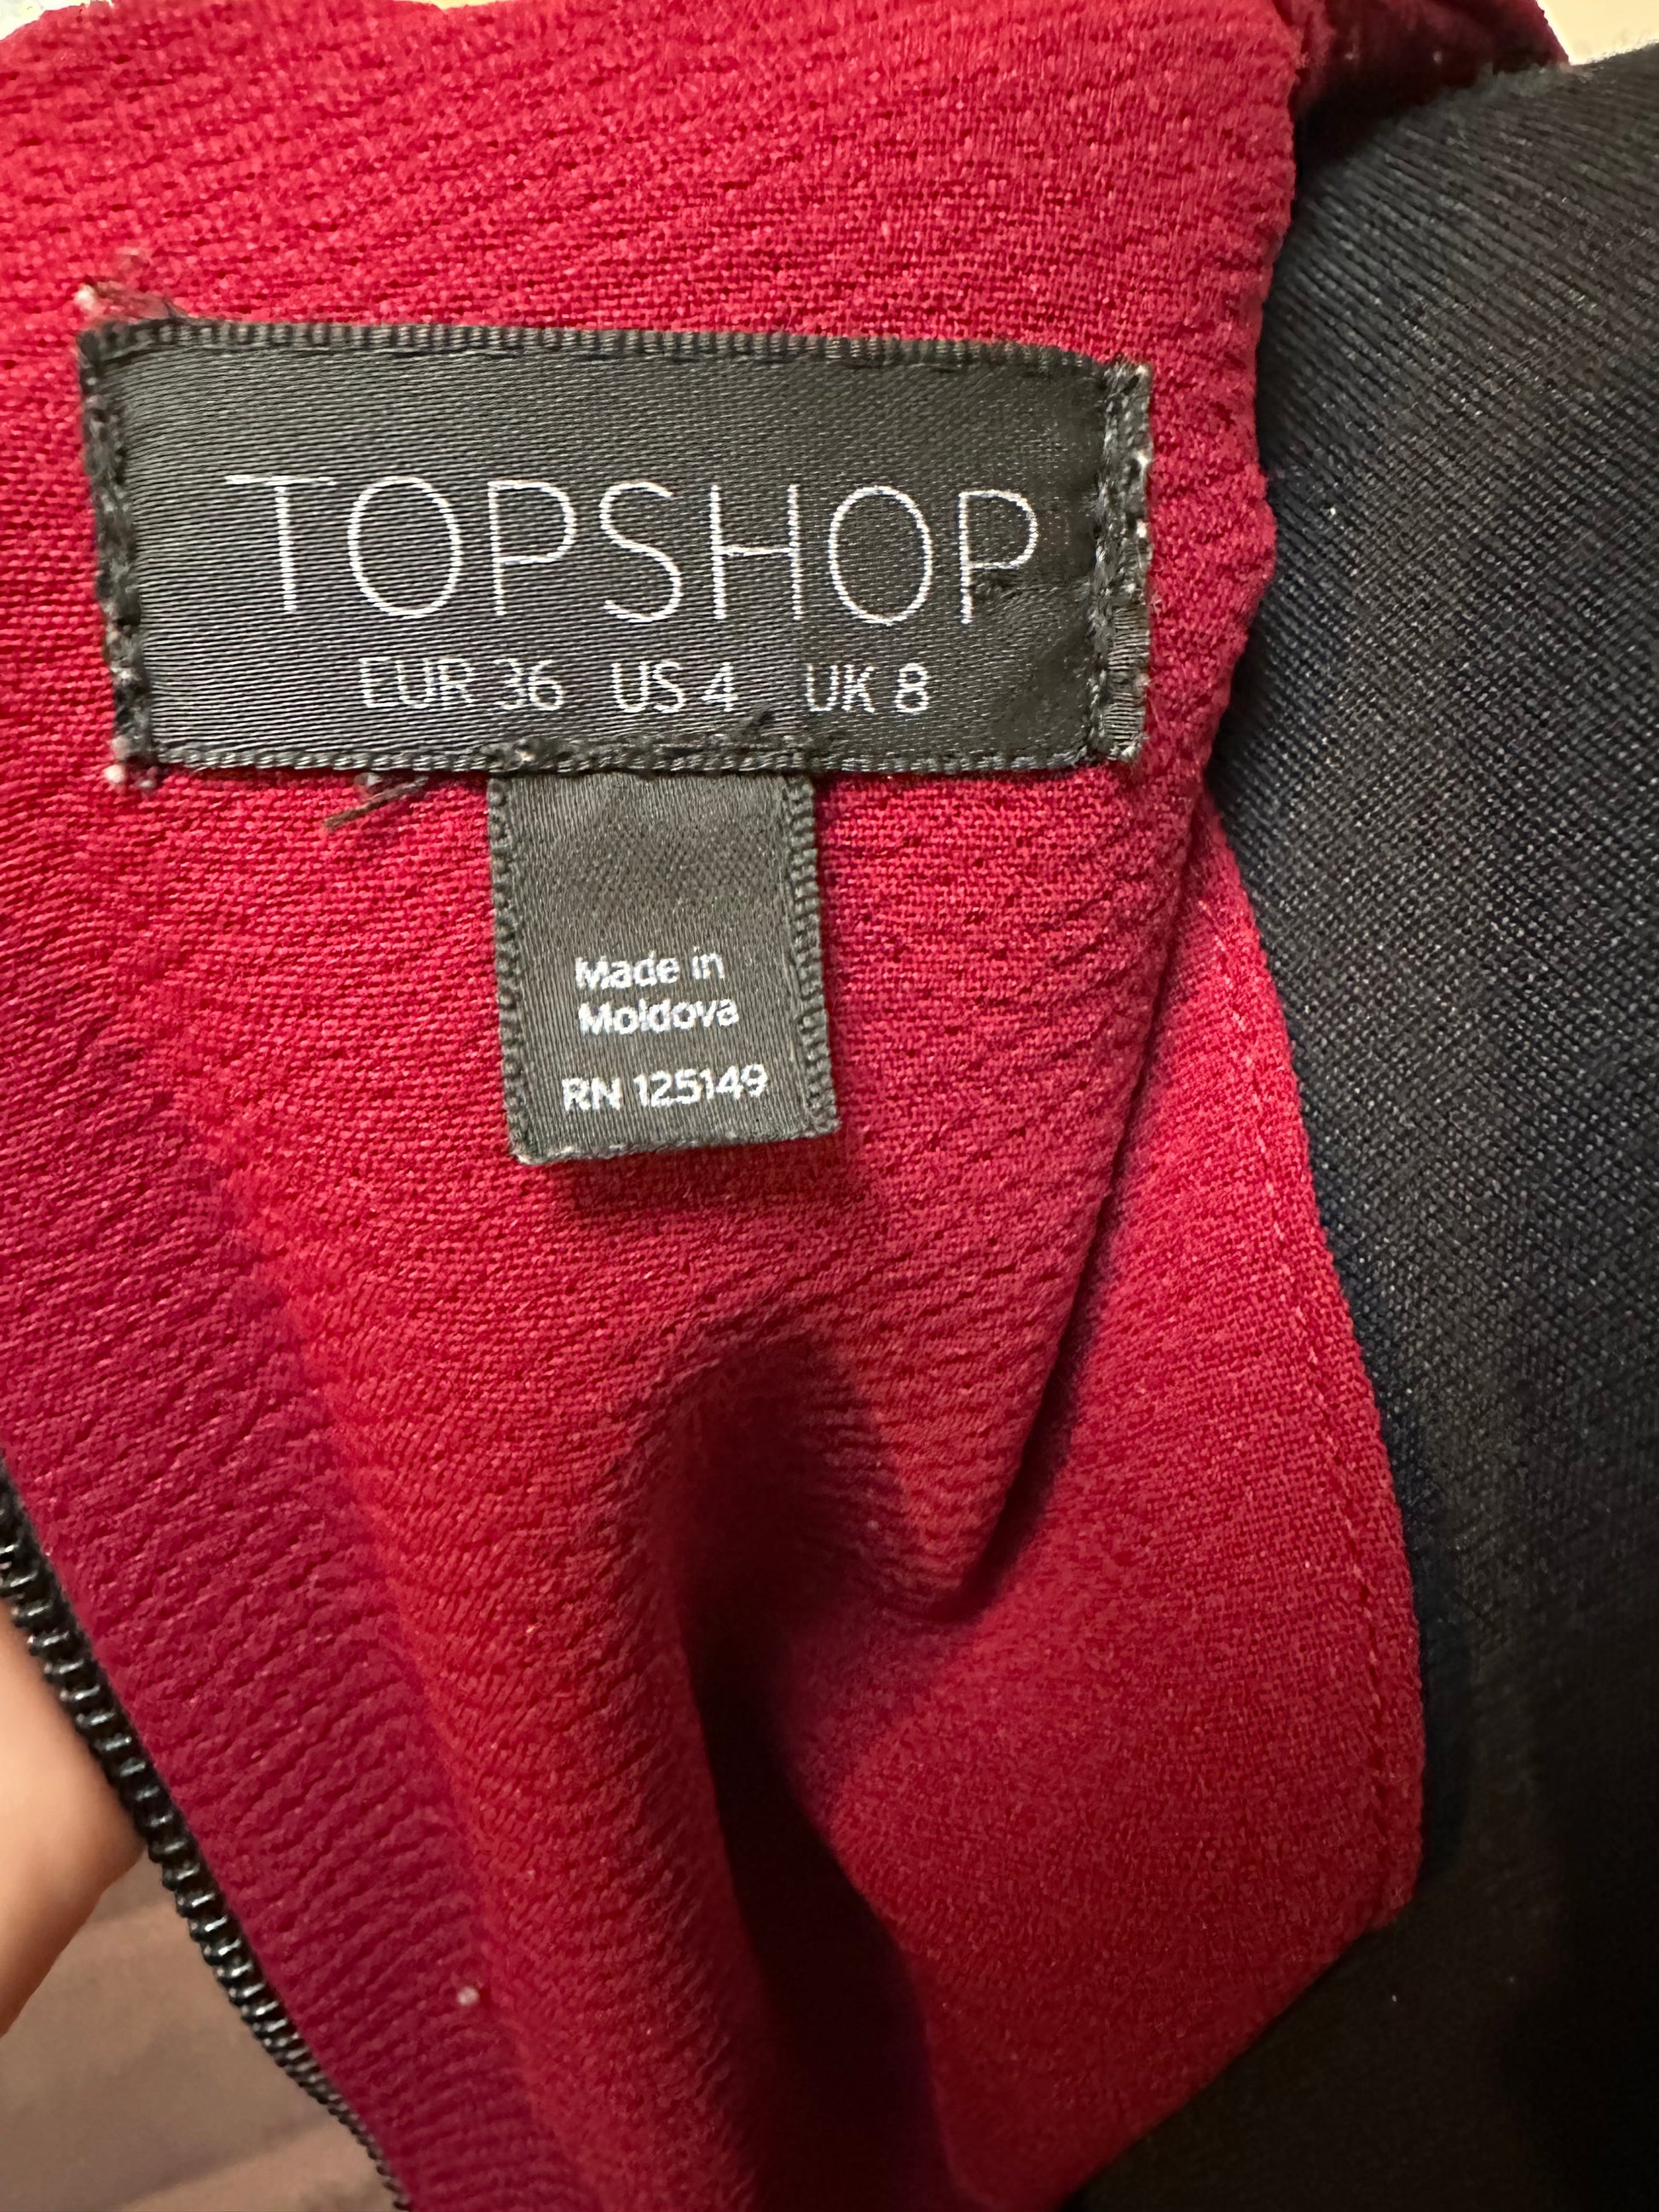 TOPSHOP
EUR 36 US 4 UK 8
Made in
Moldova
RN 125149